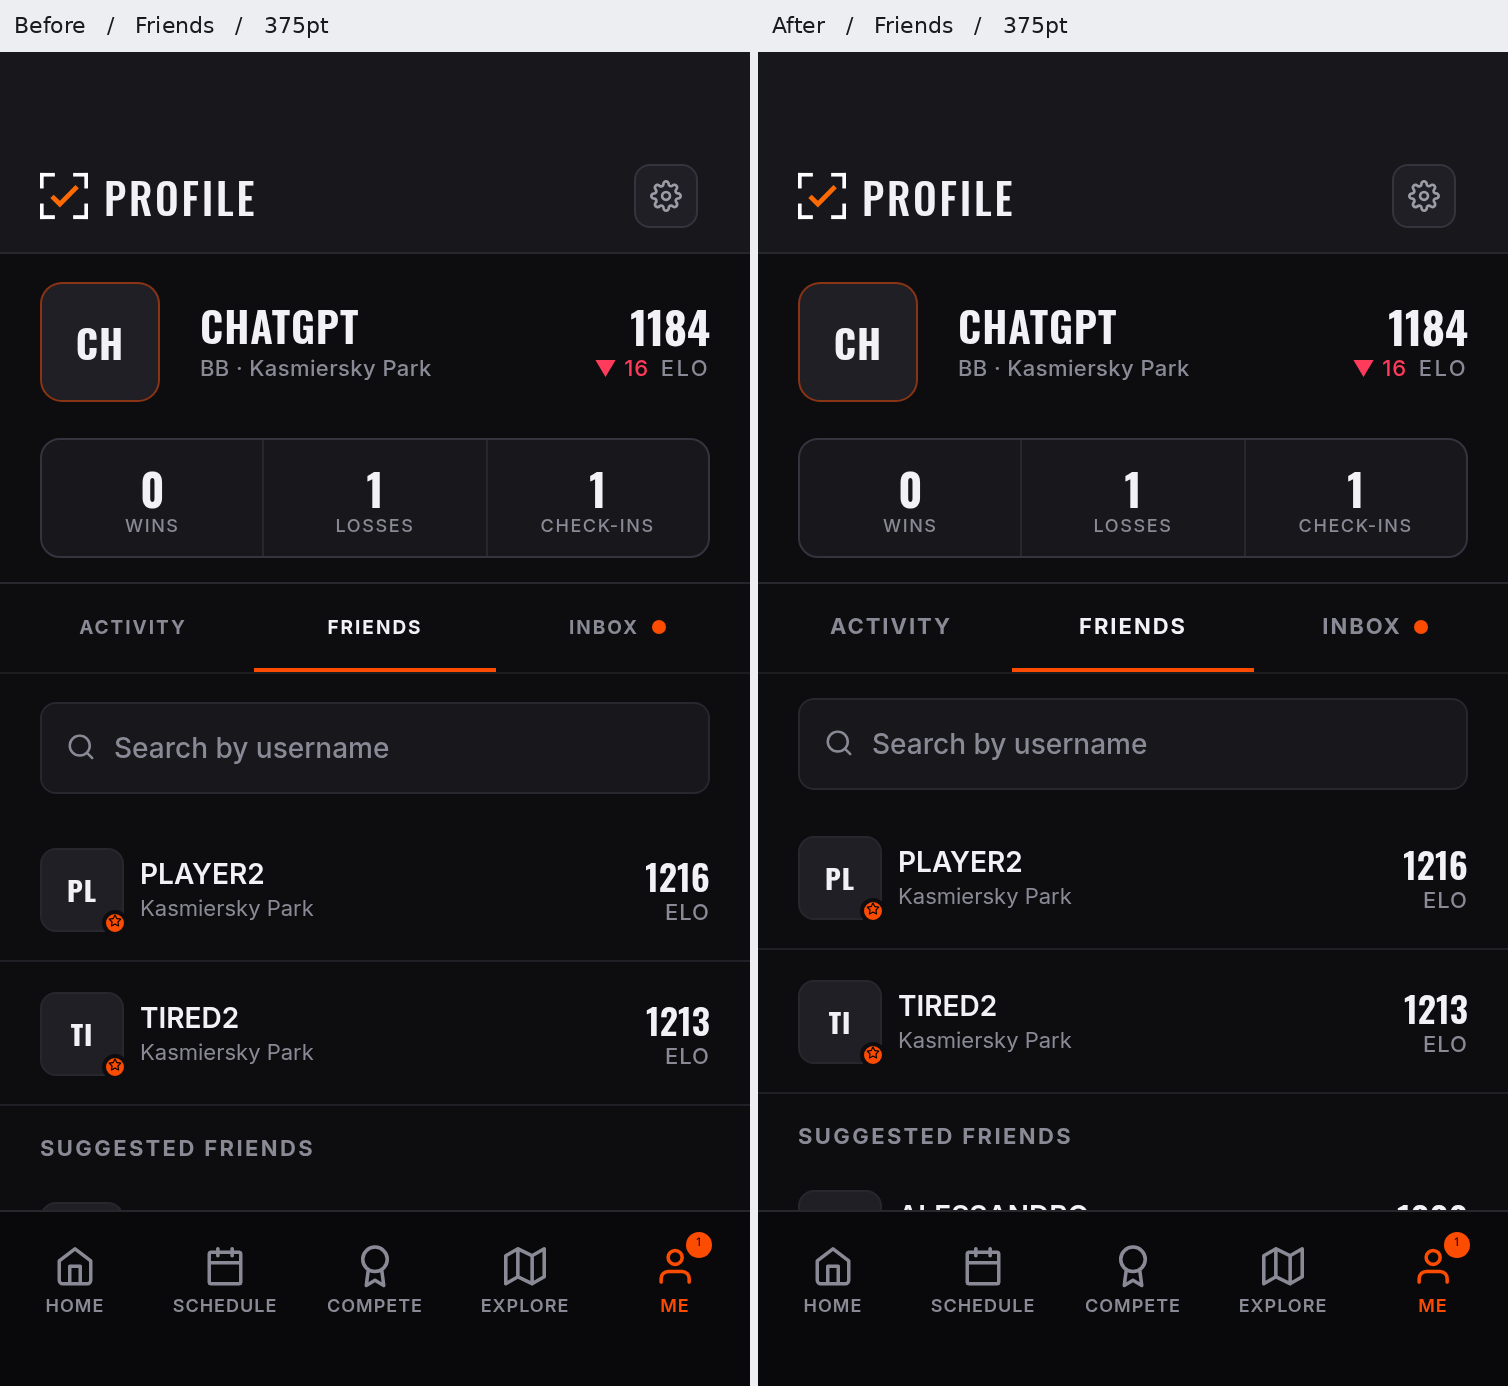 Before / Friends / 375pt
PROFILE
CH
CHATGPT
1184
BB · Kasmiersky Park
▼ 16 ELO
0
1
1
WINS
LOSSES
CHECK-INS
ACTIVITY
FRIENDS
INBOX
Search by username
PL
PLAYER2
Kasmiersky Park
1216
ELO
TI
TIRED2
Kasmiersky Park
1213
ELO
SUGGESTED FRIENDS
1
HOME
SCHEDULE
COMPETE
EXPLORE
ME
After / Friends / 375pt
PROFILE
CH
CHATGPT
1184
BB · Kasmiersky Park
▼ 16 ELO
0
1
1
WINS
LOSSES
CHECK-INS
ACTIVITY
FRIENDS
INBOX
Search by username
PL
PLAYER2
Kasmiersky Park
1216
ELO
TI
TIRED2
Kasmiersky Park
1213
ELO
SUGGESTED FRIENDS
1
HOME
SCHEDULE
COMPETE
EXPLORE
ME